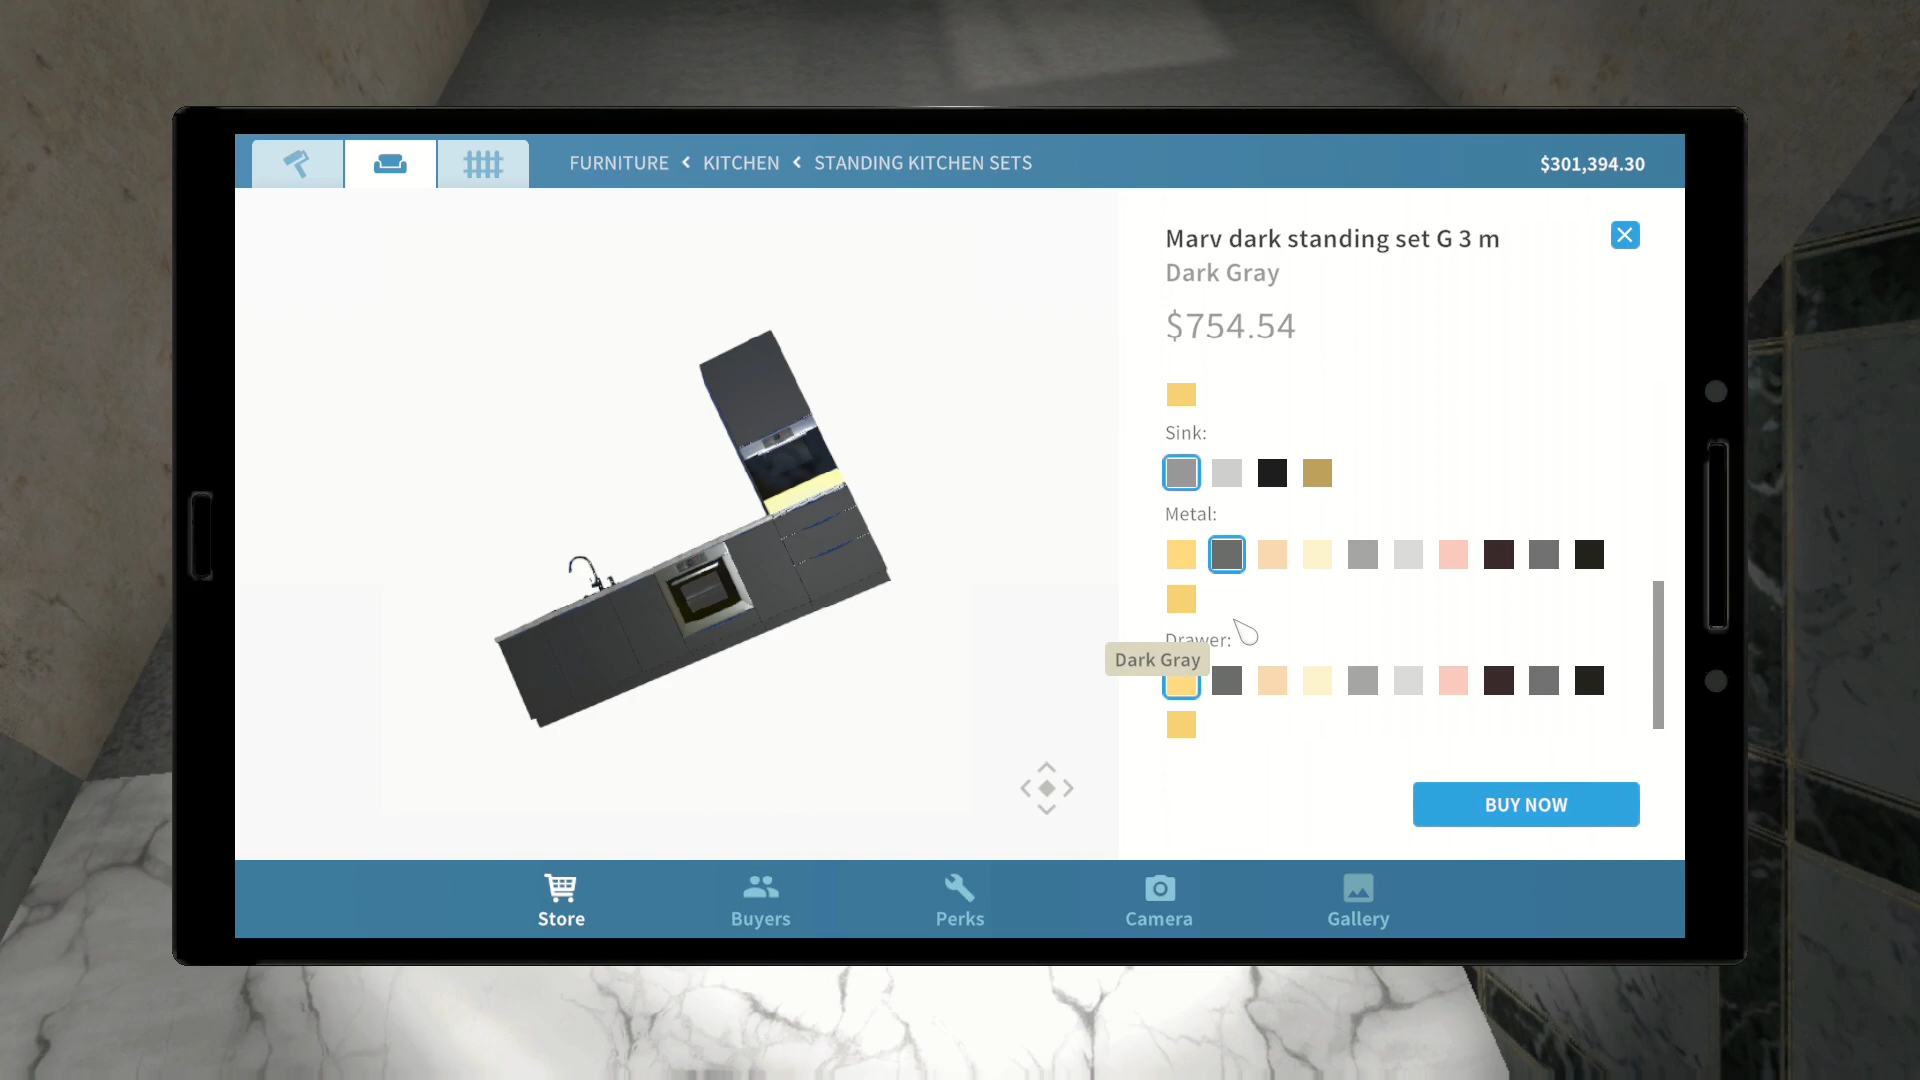 FURNITURE < KITCHEN < STANDING KITCHEN SETS
$301,394.30
Marv dark standing set G 3 m
Dark Gray
$754.54
Sink:
Metal:
Drawer:
Dark Gray
BUY NOW
Store
Buyers
Perks
Camera
Gallery